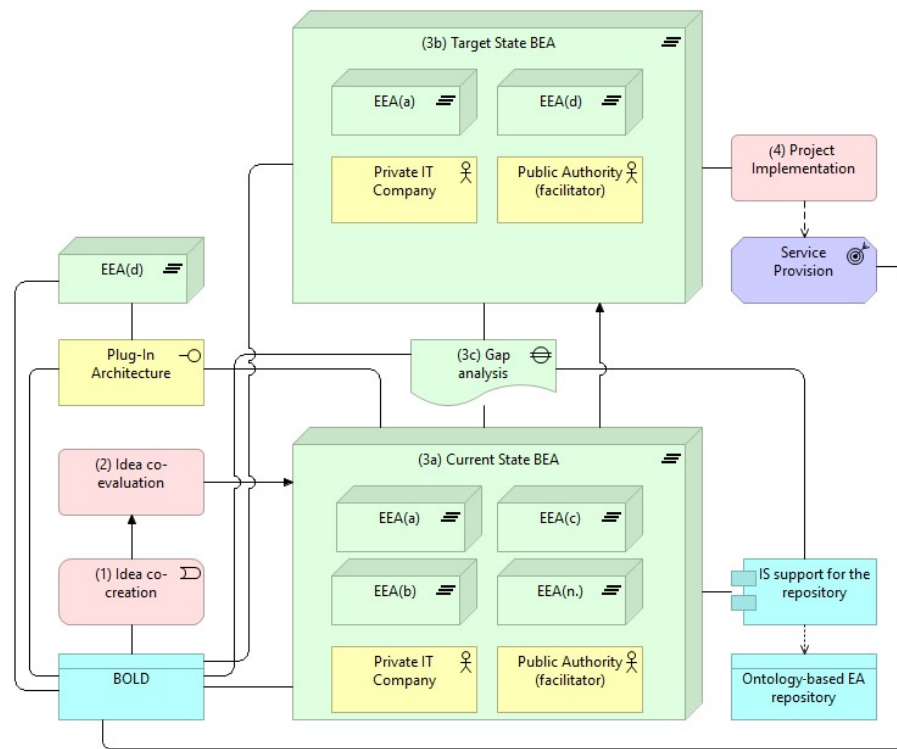 (3b) Target State BEA
EEA(a)
EEA(d)
Private IT
Company
Public Authority
(facilitator)
(4) Project
Implementation
Service
Provision
EEA(d)
Plug-In
Architecture
(3c) Gap
analysis
(2) Idea co-
evaluation
(1) Idea co-
creation
BOLD
(3a) Current State BEA
EEA(a)
EEA(c)
EEA(b)
EEA(n.)
Private IT
Company
Public Authority
(facilitator)
IS support for the
repository
Ontology-based EA
repository